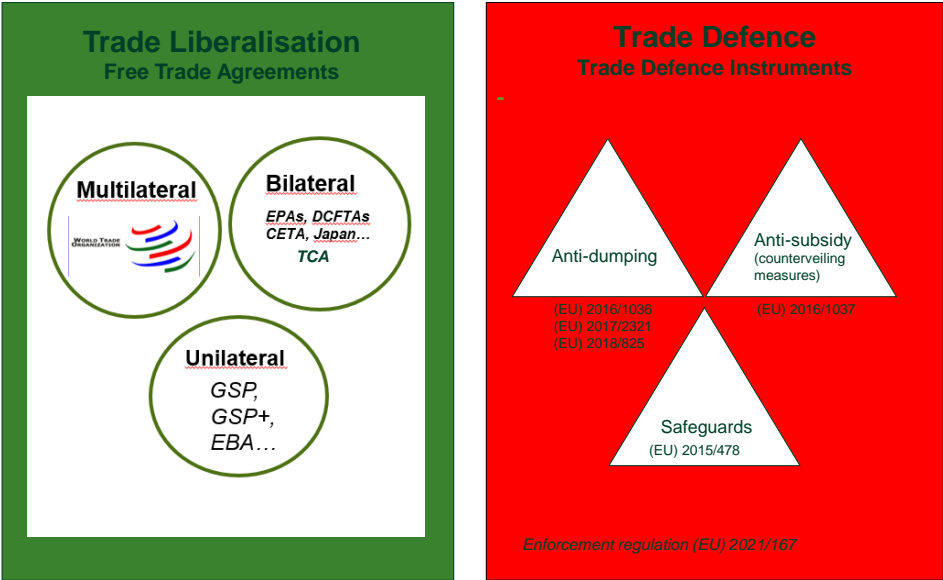 Trade Liberalisation
Free Trade Agreements
Multilateral
WORLD TRADE
ORGANIZATION
Bilateral
EPAs, DCFTAs
CETA, Japan…
TCA
Unilateral
GSP,
GSP+,
EBA…
Trade Defence
Trade Defence Instruments
-
Anti-dumping
(EU) 2016/1036
(EU) 2017/2321
(EU) 2018/825
Anti-subsidy
(counterveiling
measures)
(EU) 2016/1037
Safeguards
(EU) 2015/478
Enforcement regulation (EU) 2021/167